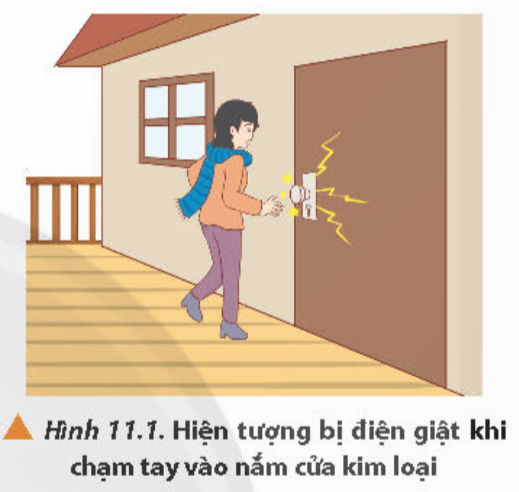 Hình 11.1. Hiện tượng bị điện giật khi
chạm tay vào nắm cửa kim loại